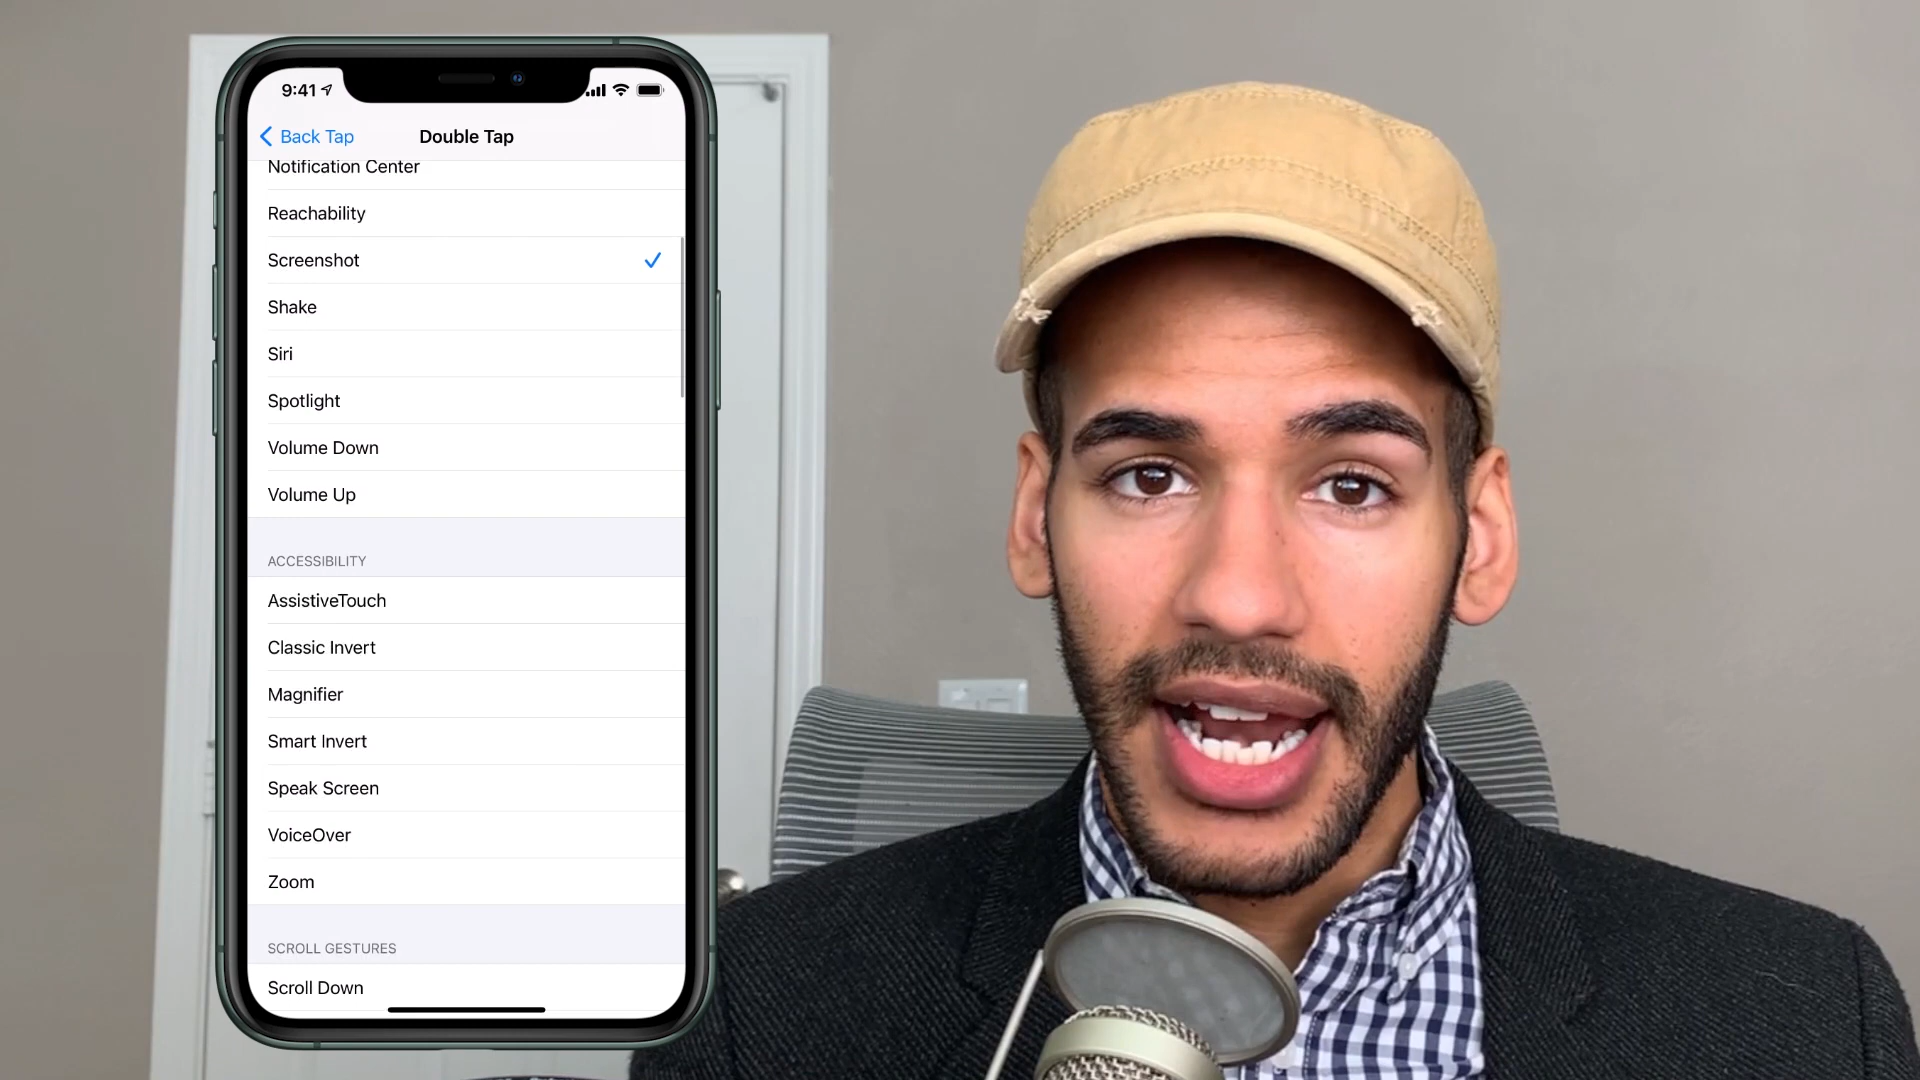 9:41
Back Tap
Double Tap
Notification Center
Reachability
Screenshot
Shake
Siri
Spotlight
Volume Down
Volume Up
ACCESSIBILITY
AssistiveTouch
Classic Invert
Magnifier
Smart Invert
Speak Screen
VoiceOver
Zoom
SCROLL GESTURES
Scroll Down